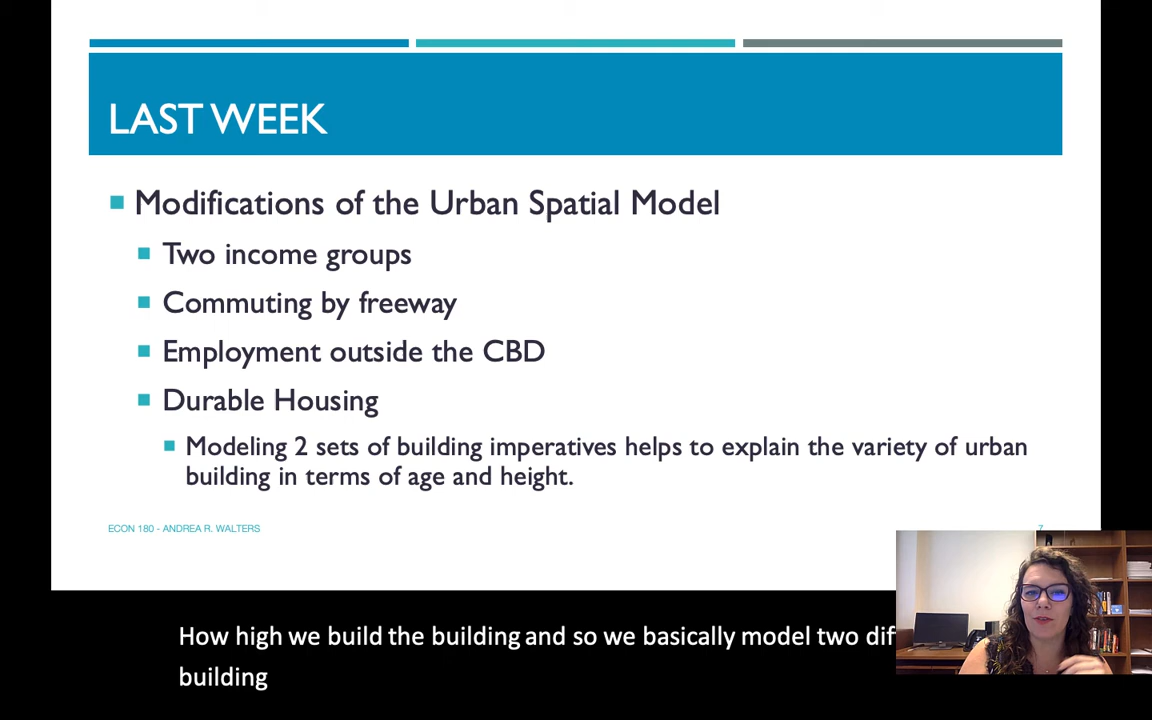 LAST WEEK
Modifications of the Urban Spatial Model
Two income groups
Commuting by freeway
Employment outside the CBD
Durable Housing
Modeling 2 sets of building imperatives helps to explain the variety of urban
building in terms of age and height.
ECON 180 - ANDREA R. WALTERS
7
How high we build the building and so we basically model two dif
building